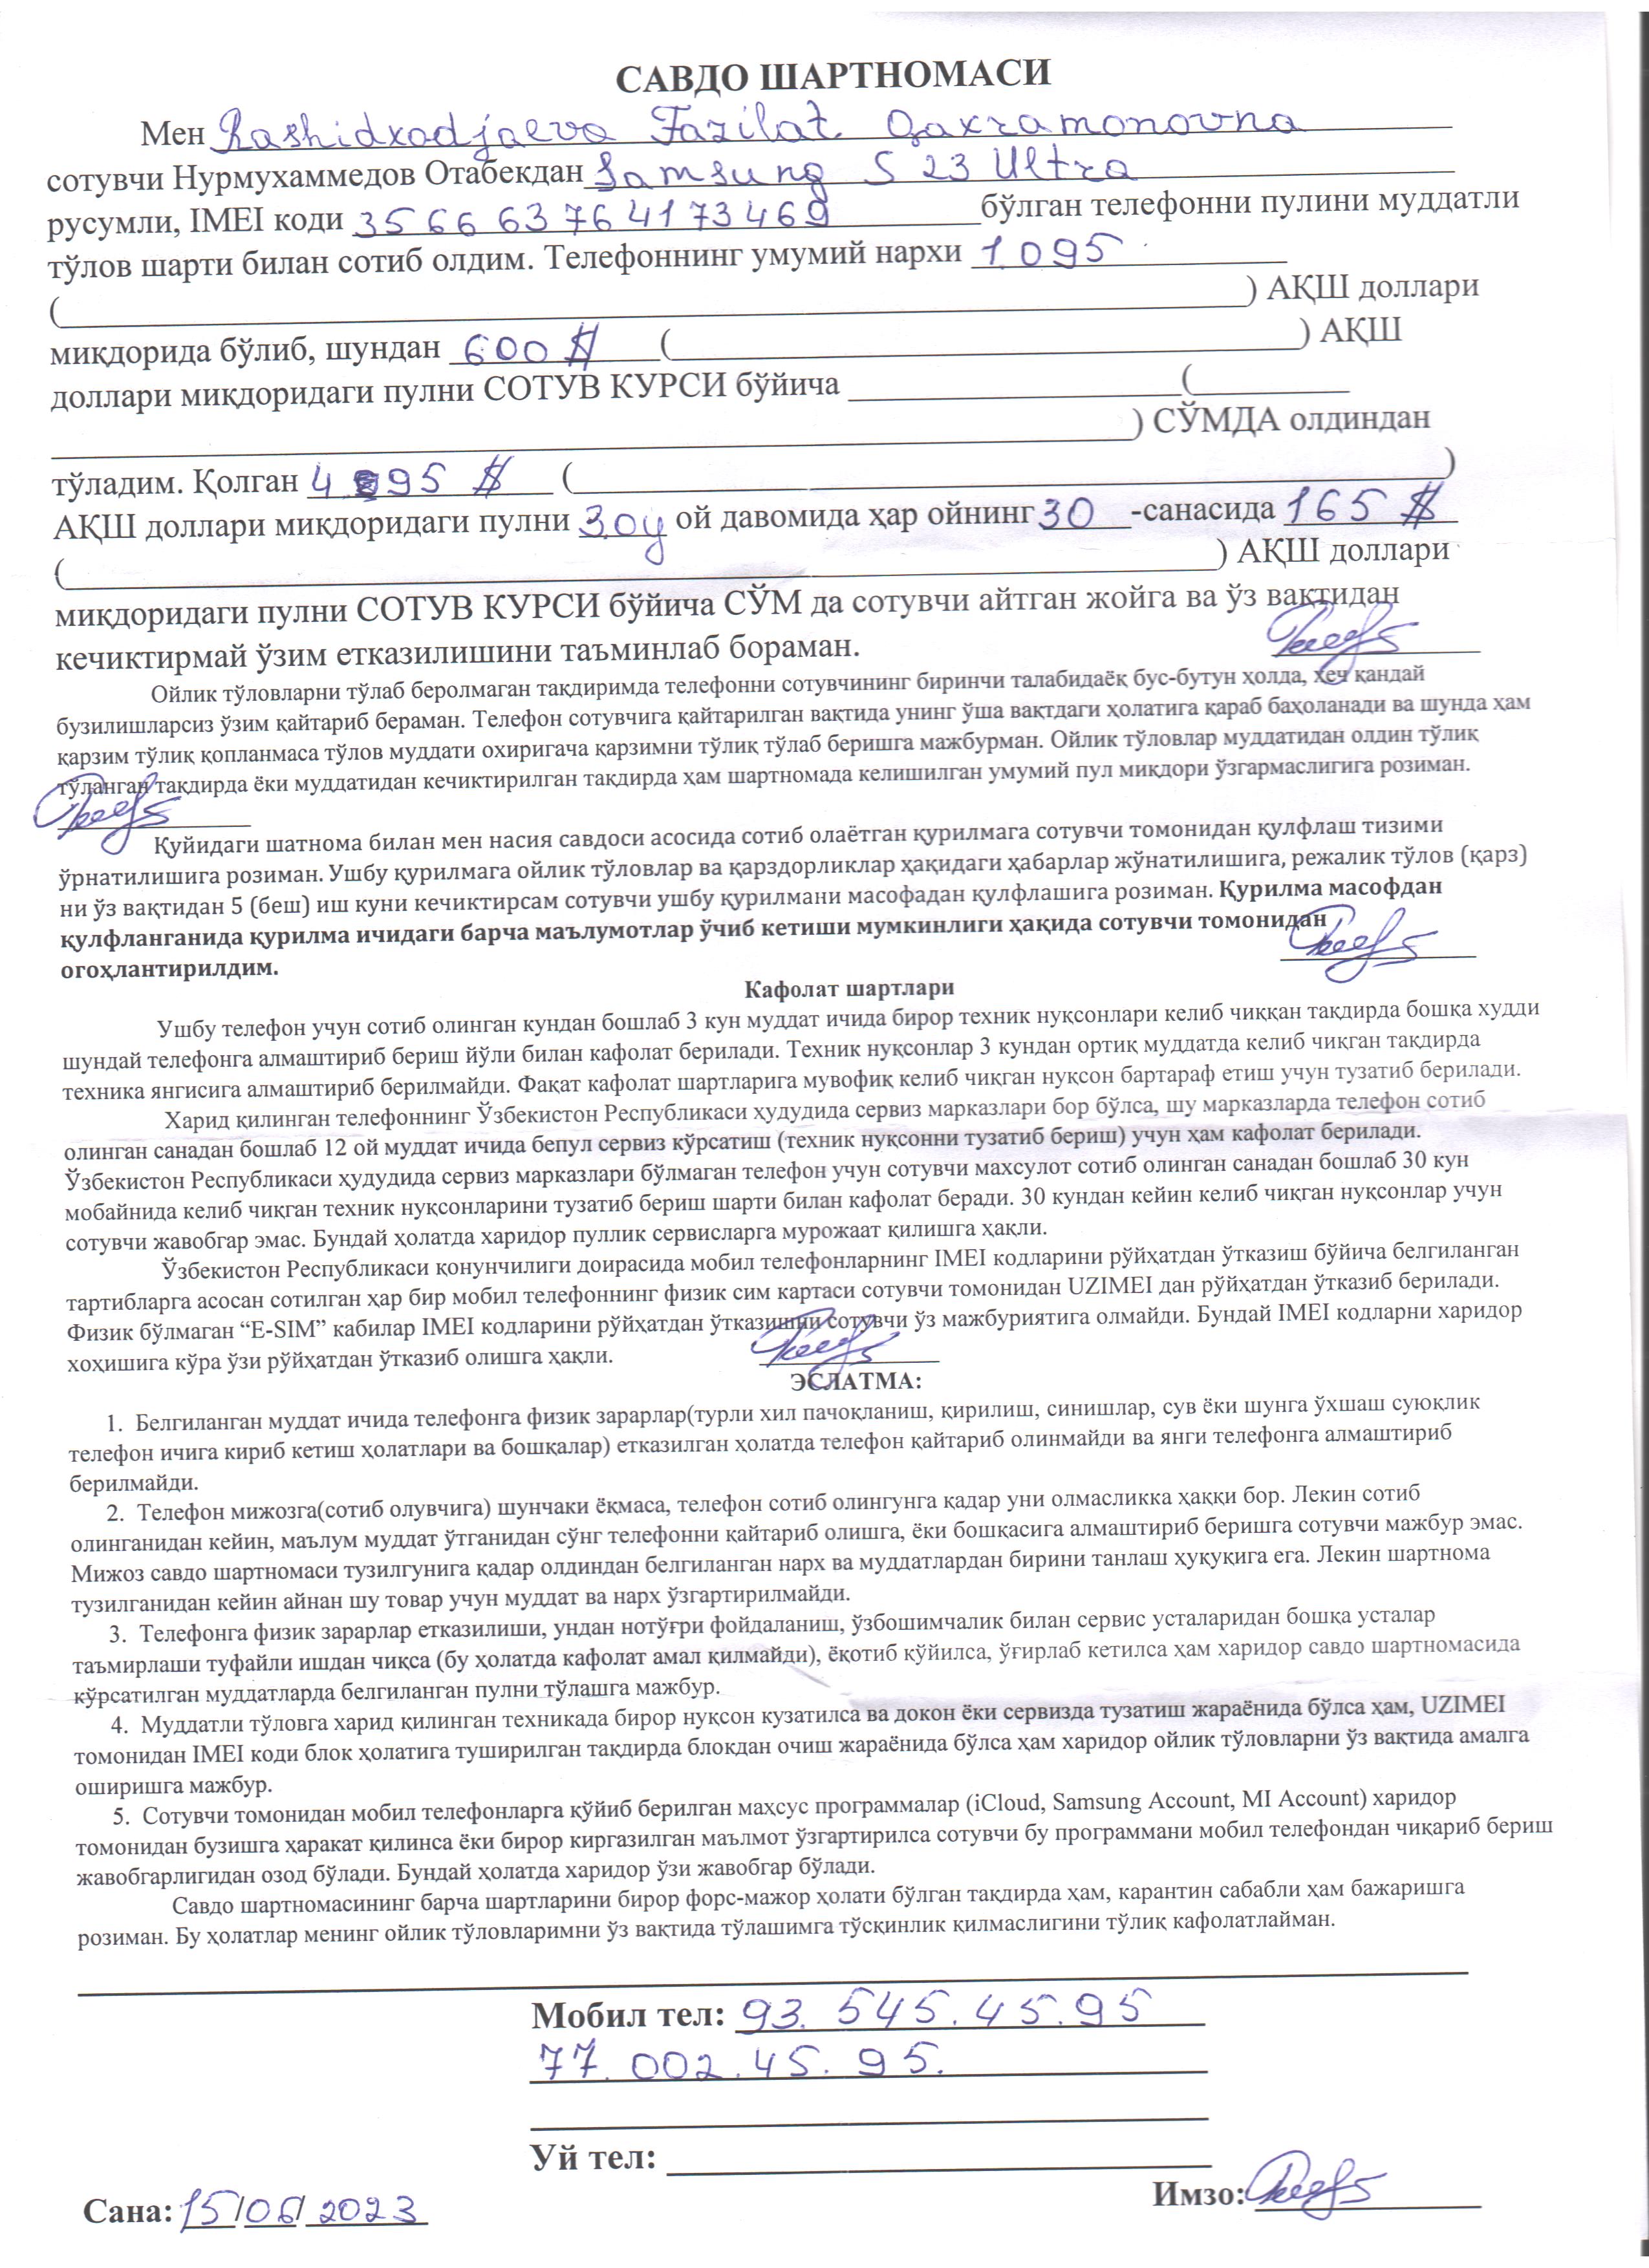 САВДО ШАРТНОМАСИ
Мен Rashidxodjaeva Fazilat Qaxramonovna
сотувчи Нурмухаммедов Отабекдан Samsung S 23 Ultra
русумли, IMEI коди 356663764173469 бўлган телефонни пулини муддатли
тўлов шарти билан сотиб олдим. Телефоннинг умумий нархи 1095
(____) АҚШ доллари
миқдорида бўлиб, шундан 600 $ (____) АҚШ
доллари миқдоридаги пулни СОТУВ КУРСИ бўйича ____ (____
____) СЎМДА олдиндан
тўладим. Қолган 495 $ (____)
АҚШ доллари миқдоридаги пулни 3 oy ой давомида ҳар ойнинг 30 -санасида 165 $
(____) АҚШ доллари
миқдоридаги пулни СОТУВ КУРСИ бўйича СЎМ да сотувчи айтган жойга ва ўз вақтидан
кечиктирмай ўзим етказилишини таъминлаб бораман.
Ойлик тўловларни тўлаб беролмаган тақдиримда телефонни сотувчининг биринчи талабидаёқ бус-бутун ҳолда, хеч қандай
бузилишларсиз ўзим қайтариб бераман. Телефон сотувчига қайтарилган вақтида унинг ўша вақтдаги ҳолатига қараб баҳоланади ва шунда ҳам
қарзим тўлиқ қопланмаса тўлов муддати охиригача қарзимни тўлиқ тўлаб беришга мажбурман. Ойлик тўловлар муддатидан олдин тўлиқ
тўланган тақдирда ёки муддатидан кечиктирилган тақдирда ҳам шартномада келишилган умумий пул миқдори ўзгармаслигига розиман.
Қуйидаги шатнома билан мен насия савдоси асосида сотиб олаётган қурилмага сотувчи томонидан қулфлаш тизими
ўрнатилишига розиман. Ушбу қурилмага ойлик тўловлар ва қарздорликлар ҳақидаги ҳабарлар жўнатилишига, режалик тўлов (қарз)
ни ўз вақтидан 5 (беш) иш куни кечиктирсам сотувчи ушбу қурилмани масофадан қулфлашига розиман. Қурилма масофдан
қулфланганида қурилма ичидаги барча маълумотлар ўчиб кетиши мумкинлиги ҳақида сотувчи томонидан
огоҳлантирилдим.
Кафолат шартлари
Ушбу телефон учун сотиб олинган кундан бошлаб 3 кун муддат ичида бирор техник нуқсонлари келиб чиққан тақдирда бошқа худди
шундай телефонга алмаштириб бериш йўли билан кафолат берилади. Техник нуқсонлар 3 кундан ортиқ муддатда келиб чиқган тақдирда
техника янгисига алмаштириб берилмайди. Фақат кафолат шартларига мувофиқ келиб чиқган нуқсон бартараф етиш учун тузатиб берилади.
Харид қилинган телефоннинг Ўзбекистон Республикаси ҳудудида сервиз марказлари бор бўлса, шу марказларда телефон сотиб
олинган санадан бошлаб 12 ой муддат ичида бепул сервиз кўрсатиш (техник нуқсонни тузатиб бериш) учун ҳам кафолат берилади.
Ўзбекистон Республикаси ҳудудида сервиз марказлари бўлмаган телефон учун сотувчи махсулот сотиб олинган санадан бошлаб 30 кун
мобайнида келиб чиқган техник нуқсонларини тузатиб бериш шарти билан кафолат беради. 30 кундан кейин келиб чиқган нуқсонлар учун
сотувчи жавобгар эмас. Бундай ҳолатда харидор пуллик сервисларга мурожаат қилишга ҳақли.
Ўзбекистон Республикаси қонунчилиги доирасида мобил телефонларнинг IMEI кодларини рўйҳатдан ўтказиш бўйича белгиланган
тартибларга асосан сотилган ҳар бир мобил телефоннинг физик сим картаси сотувчи томонидан UZIMEI дан рўйҳатдан ўтказиб берилади.
Физик бўлмаган “E-SIM” кабилар IMEI кодларини рўйҳатдан ўтказишни сотувчи ўз мажбуриятига олмайди. Бундай IMEI кодларни харидор
хоҳишига кўра ўзи рўйҳатдан ўтказиб олишга ҳақли.
ЭСЛАТМА:
1. Белгиланган муддат ичида телефонга физик зарарлар(турли хил пачоқланиш, қирилиш, синишлар, сув ёки шунга ўхшаш суюқлик
телефон ичига кириб кетиш ҳолатлари ва бошқалар) етказилган ҳолатда телефон қайтариб олинмайди ва янги телефонга алмаштириб
берилмайди.
2. Телефон мижозга(сотиб олувчига) шунчаки ёқмаса, телефон сотиб олингунга қадар уни олмасликка ҳаққи бор. Лекин сотиб
олинганидан кейин, маълум муддат ўтганидан сўнг телефонни қайтариб олишга, ёки бошқасига алмаштириб беришга сотувчи мажбур эмас.
Мижоз савдо шартномаси тузилгунига қадар олдиндан белгиланган нарх ва муддатлардан бирини танлаш ҳуқуқига ега. Лекин шартнома
тузилганидан кейин айнан шу товар учун муддат ва нарх ўзгартирилмайди.
3. Телефонга физик зарарлар етказилиши, ундан нотўғри фойдаланиш, ўзбошимчалик билан сервис усталаридан бошқа усталар
таъмирлаши туфайли ишдан чиқса (бу ҳолатда кафолат амал қилмайди), ёқотиб қўйилса, ўғирлаб кетилса ҳам харидор савдо шартномасида
кўрсатилган муддатларда белгиланган пулни тўлашга мажбур.
4. Муддатли тўловга харид қилинган техникада бирор нуқсон кузатилса ва докон ёки сервизда тузатиш жараёнида бўлса ҳам, UZIMEI
томонидан IMEI коди блок ҳолатига туширилган тақдирда блокдан очиш жараёнида бўлса ҳам харидор ойлик тўловларни ўз вақтида амалга
оширишга мажбур.
5. Сотувчи томонидан мобил телефонларга қўйиб берилган маҳсус программалар (iCloud, Samsung Account, MI Account) харидор
томонидан бузишга ҳаракат қилинса ёки бирор киргазилган маълмот ўзгартирилса сотувчи бу программани мобил телефондан чиқариб бериш
жавобгарлигидан озод бўлади. Бундай ҳолатда харидор ўзи жавобгар бўлади.
Савдо шартномасининг барча шартларини бирор форс-мажор ҳолати бўлган тақдирда ҳам, карантин сабабли ҳам бажаришга
розиман. Бу ҳолатлар менинг ойлик тўловларимни ўз вақтида тўлашимга тўсқинлик қилмаслигини тўлиқ кафолатлайман.
Мобил тел: 93. 545. 45. 95
77. 002. 45. 95.
Уй тел:
Имзо:
Сана: 15/06/2023